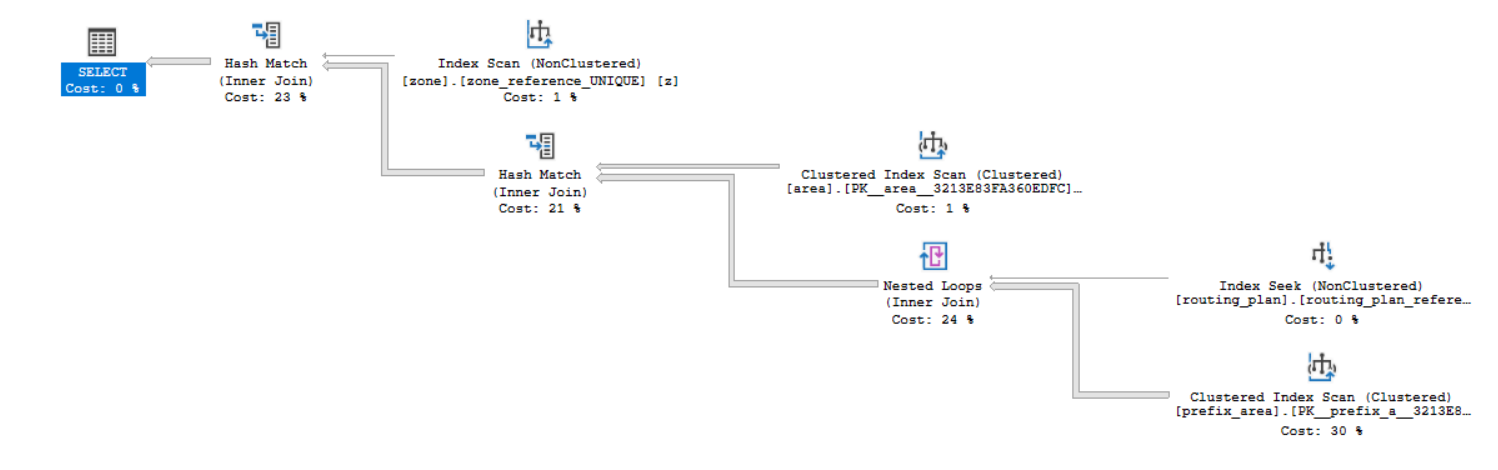 SELECT
Cost: 0 %
Hash Match
(Inner Join)
Cost: 23 %
Index Scan (NonClustered)
[zone].[zone_reference_UNIQUE] [z]
Cost: 1 %
Hash Match
(Inner Join)
Cost: 21 %
Clustered Index Scan (Clustered)
[area].[PK__area__3213E83FA360EDFC]…
Cost: 1 %
Nested Loops
(Inner Join)
Cost: 24 %
Index Seek (NonClustered)
[routing_plan].[routing_plan_refere…
Cost: 0 %
Clustered Index Scan (Clustered)
[prefix_area].[PK__prefix_a__3213E8…
Cost: 30 %